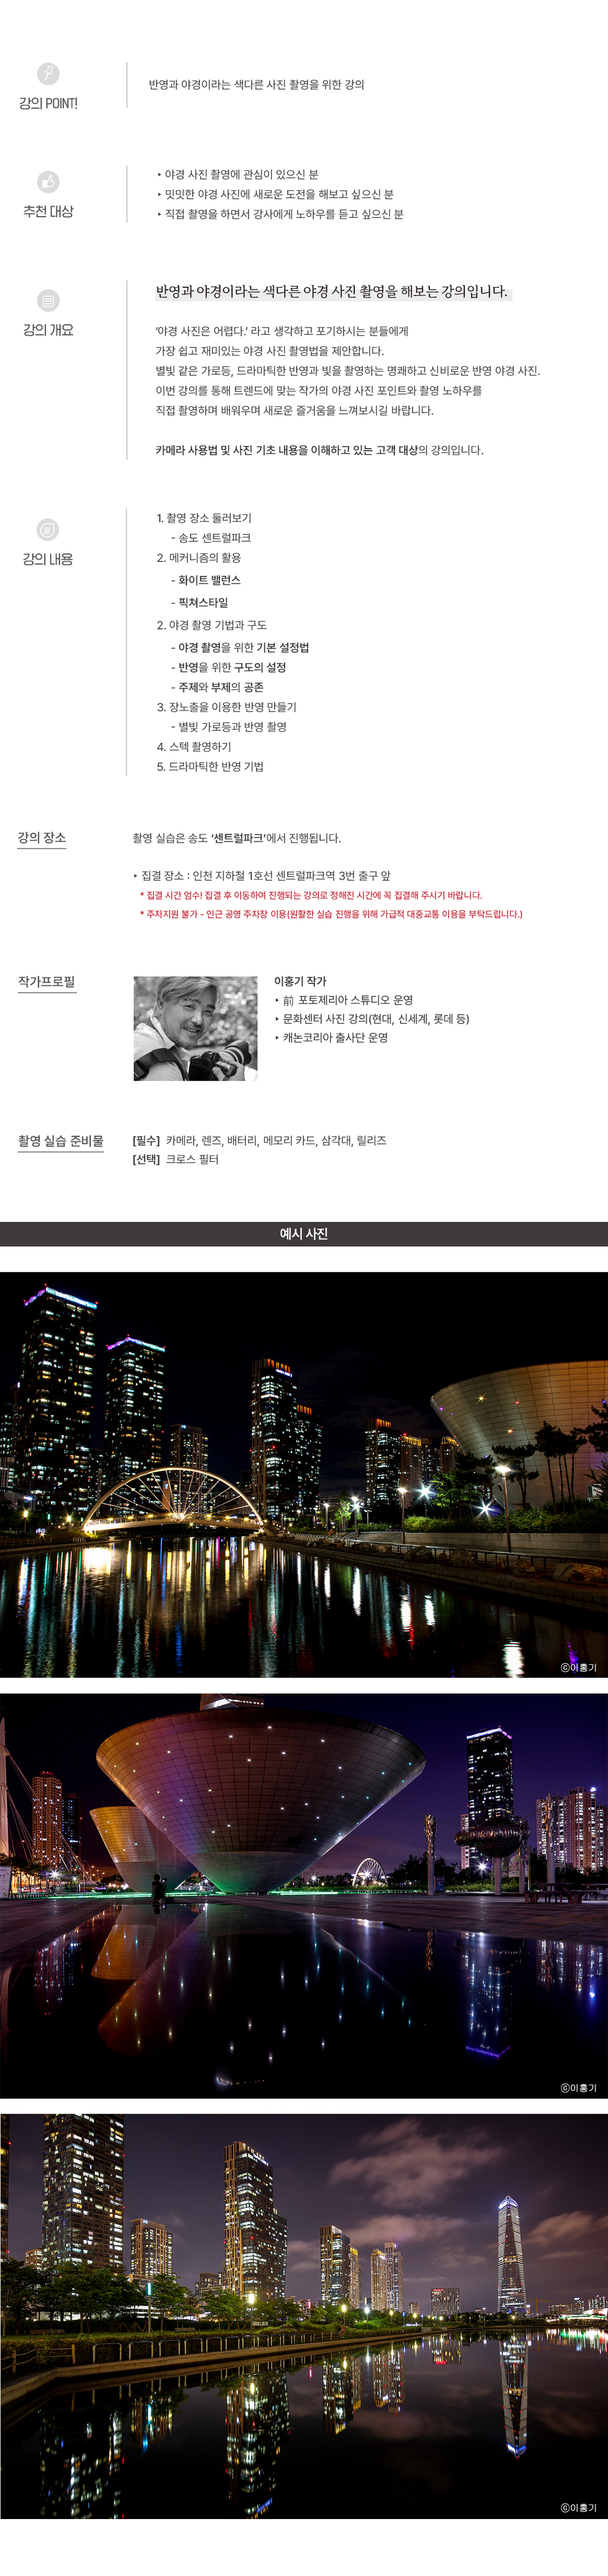 강의 POINT!
반영과 야경이라는 색다른 사진 촬영을 위한 강의
추천 대상
‣ 야경 사진 촬영에 관심이 있으신 분
‣ 밋밋한 야경 사진에 새로운 도전을 해보고 싶으신 분
‣ 직접 촬영을 하면서 강사에게 노하우를 듣고 싶으신 분
강의 개요
반영과 야경이라는 색다른 야경 사진 촬영을 해보는 강의입니다.
‘야경 사진은 어렵다.’ 라고 생각하고 포기하시는 분들에게
가장 쉽고 재미있는 야경 사진 촬영법을 제안합니다.
별빛 같은 가로등, 드라마틱한 반영과 빛을 촬영하는 명쾌하고 신비로운 반영 야경 사진.
이번 강의를 통해 트렌드에 맞는 작가의 야경 사진 포인트와 촬영 노하우를
직접 촬영하며 배워우며 새로운 즐거움을 느껴보시길 바랍니다.
카메라 사용법 및 사진 기초 내용을 이해하고 있는 고객 대상의 강의입니다.
강의 내용
1. 촬영 장소 둘러보기
- 송도 센트럴파크
2. 메커니즘의 활용
- 화이트 밸런스
- 픽쳐스타일
2. 야경 촬영 기법과 구도
- 야경 촬영을 위한 기본 설정법
- 반영을 위한 구도의 설정
- 주제와 부제의 공존
3. 장노출을 이용한 반영 만들기
- 별빛 가로등과 반영 촬영
4. 스텍 촬영하기
5. 드라마틱한 반영 기법
강의 장소
촬영 실습은 송도 ‘센트럴파크’에서 진행됩니다.
‣ 집결 장소 : 인천 지하철 1호선 센트럴파크역 3번 출구 앞
* 집결 시간 엄수! 집결 후 이동하여 진행되는 강의로 정해진 시간에 꼭 집결해 주시기 바랍니다.
* 주차지원 불가 - 인근 공영 주차장 이용(원활한 실습 진행을 위해 가급적 대중교통 이용을 부탁드립니다.)
작가프로필
이홍기 작가
‣ 前 포토제리아 스튜디오 운영
‣ 문화센터 사진 강의(현대, 신세계, 롯데 등)
‣ 캐논코리아 출사단 운영
촬영 실습 준비물
[필수] 카메라, 렌즈, 배터리, 메모리 카드, 삼각대, 릴리즈
[선택] 크로스 필터
예시 사진
ⓒ이홍기
ⓒ이홍기
ⓒ이홍기